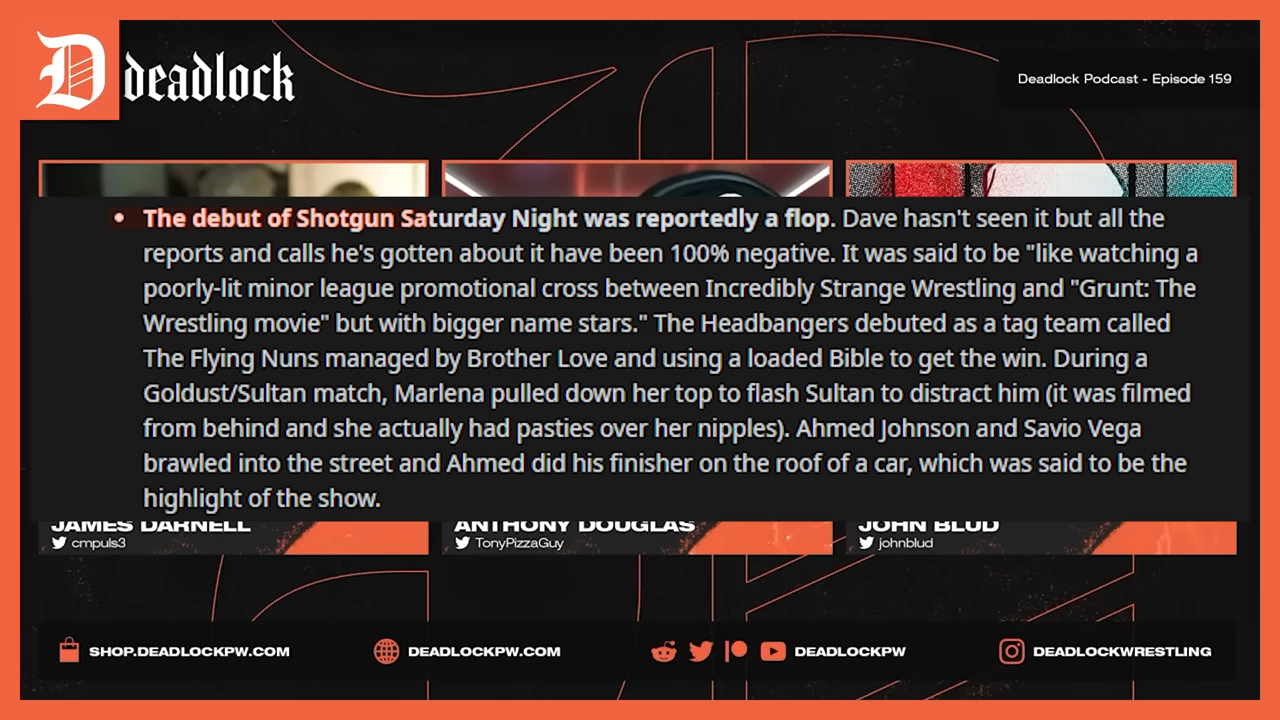 D deadlock
Deadlock Podcast - Episode 159
• The debut of Shotgun Saturday Night was reportedly a flop. Dave hasn't seen it but all the
reports and calls he's gotten about it have been 100% negative. It was said to be "like watching a
poorly-lit minor league promotional cross between Incredibly Strange Wrestling and "Grunt: The
Wrestling movie" but with bigger name stars." The Headbangers debuted as a tag team called
The Flying Nuns managed by Brother Love and using a loaded Bible to get the win. During a
Goldust/Sultan match, Marlena pulled down her top to flash Sultan to distract him (it was filmed
from behind and she actually had pasties over her nipples). Ahmed Johnson and Savio Vega
brawled into the street and Ahmed did his finisher on the roof of a car, which was said to be the
highlight of the show.
JAMES DARNELL
cmpuls3
ANTHONY DOUGLAS
TonyPizzaGuy
JOHN BLUD
johnblud
SHOP.DEADLOCKPW.COM
DEADLOCKPW.COM
DEADLOCKPW
DEADLOCKWRESTLING